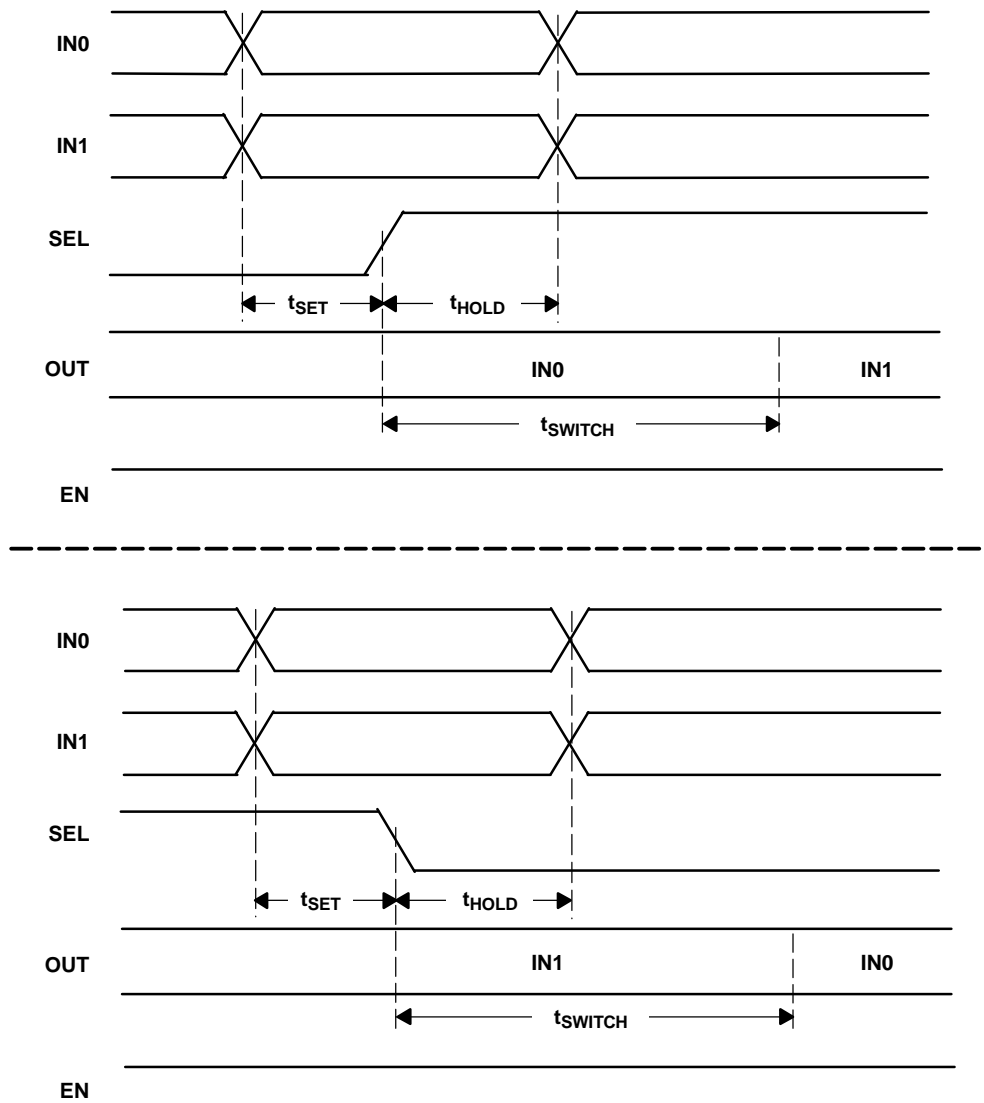 IN0
IN1
SEL
tSET tHOLD
OUT IN0 IN1
tSWITCH
EN
IN0
IN1
SEL
tSET tHOLD
OUT IN1 IN0
tSWITCH
EN